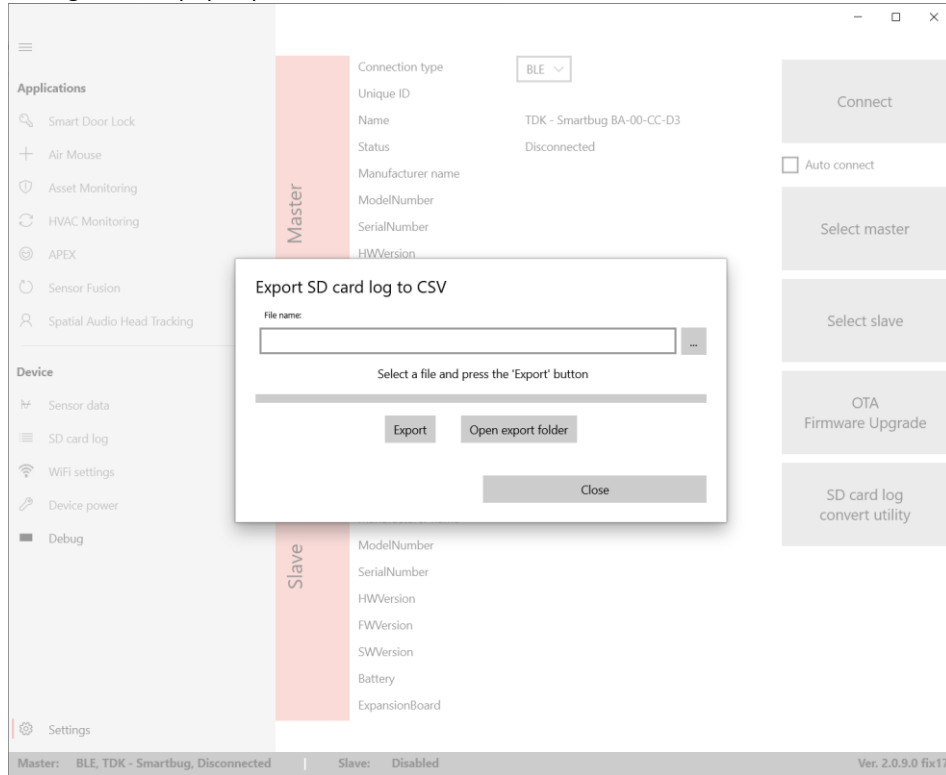 Applications
Smart Door Lock
Air Mouse
Asset Monitoring
HVAC Monitoring
APEX
Sensor Fusion
Spatial Audio Head Tracking
Device
Sensor data
SD card log
WiFi settings
Device power
Debug
Settings
Master
Connection type BLE
Unique ID
Name TDK - Smartbug BA-00-CC-D3
Status Disconnected
Manufacturer name
ModelNumber
SerialNumber
HWVersion
Export SD card log to CSV
File name:
...
Select a file and press the 'Export' button
Export Open export folder
Close
Slave
ModelNumber
SerialNumber
HWVersion
FWVersion
SWVersion
Battery
ExpansionBoard
Connect
Auto connect
Select master
Select slave
OTA
Firmware Upgrade
SD card log
convert utility
Master: BLE, TDK - Smartbug, Disconnected | Slave: Disabled Ver. 2.0.9.0 fix17